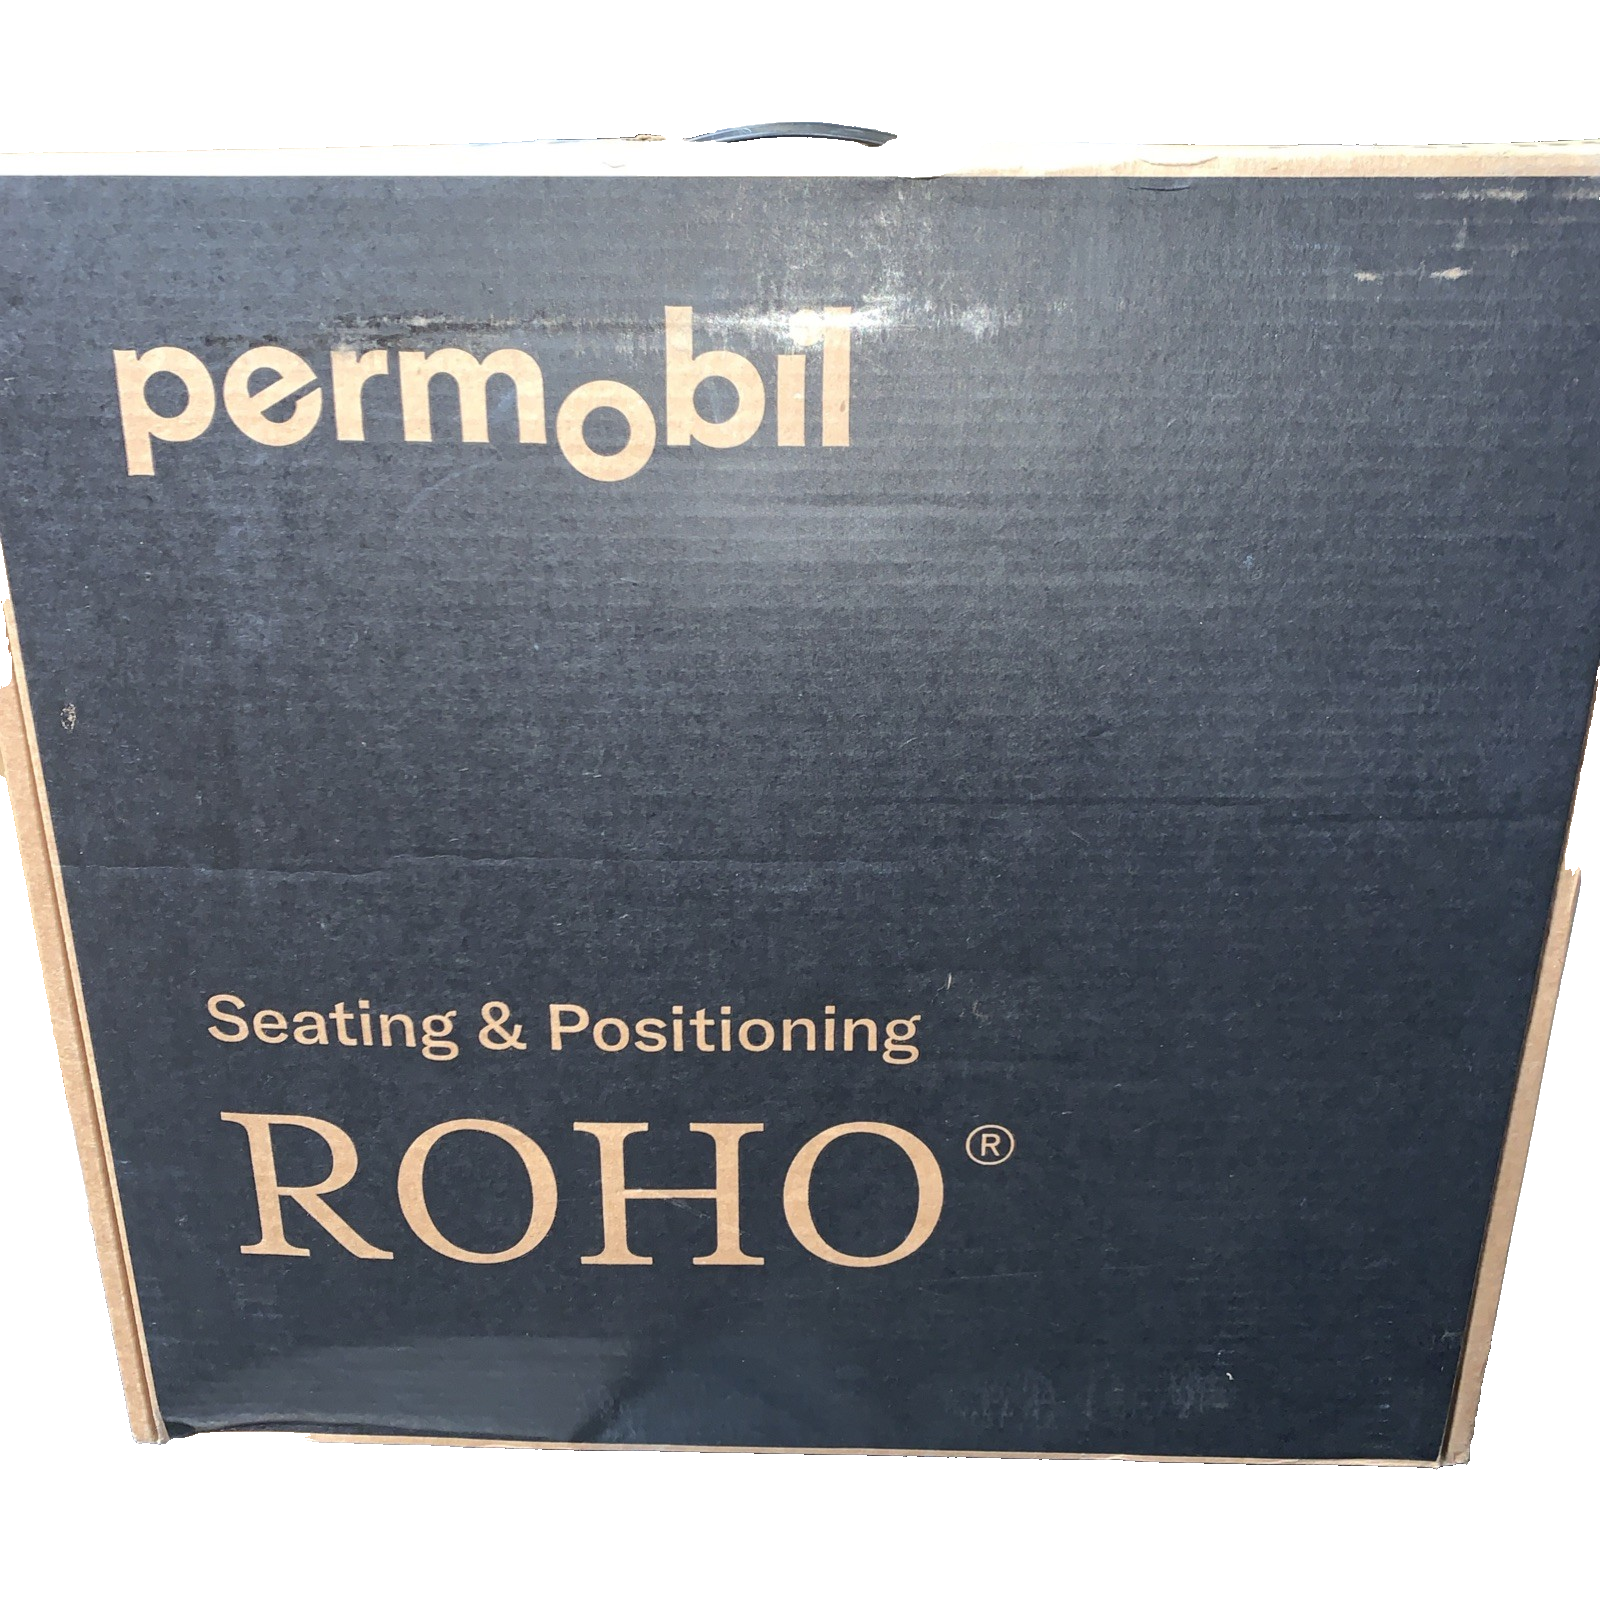 permobil
Seating & Positioning
ROHO®